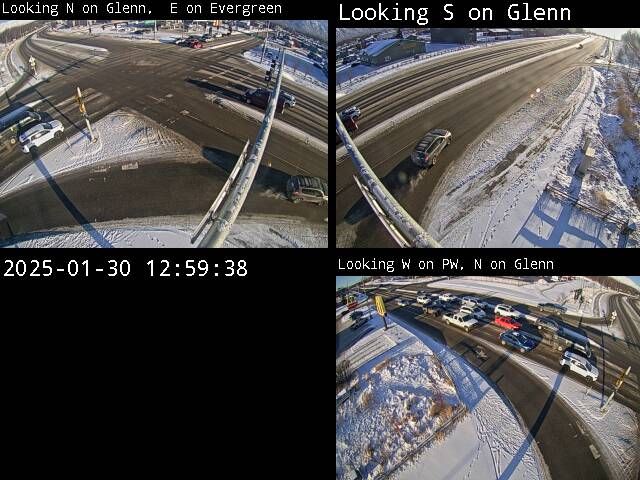 Looking N on Glenn,  E on Evergreen
Looking S on Glenn
2025-01-30 12:59:38
Looking W on PW, N on Glenn